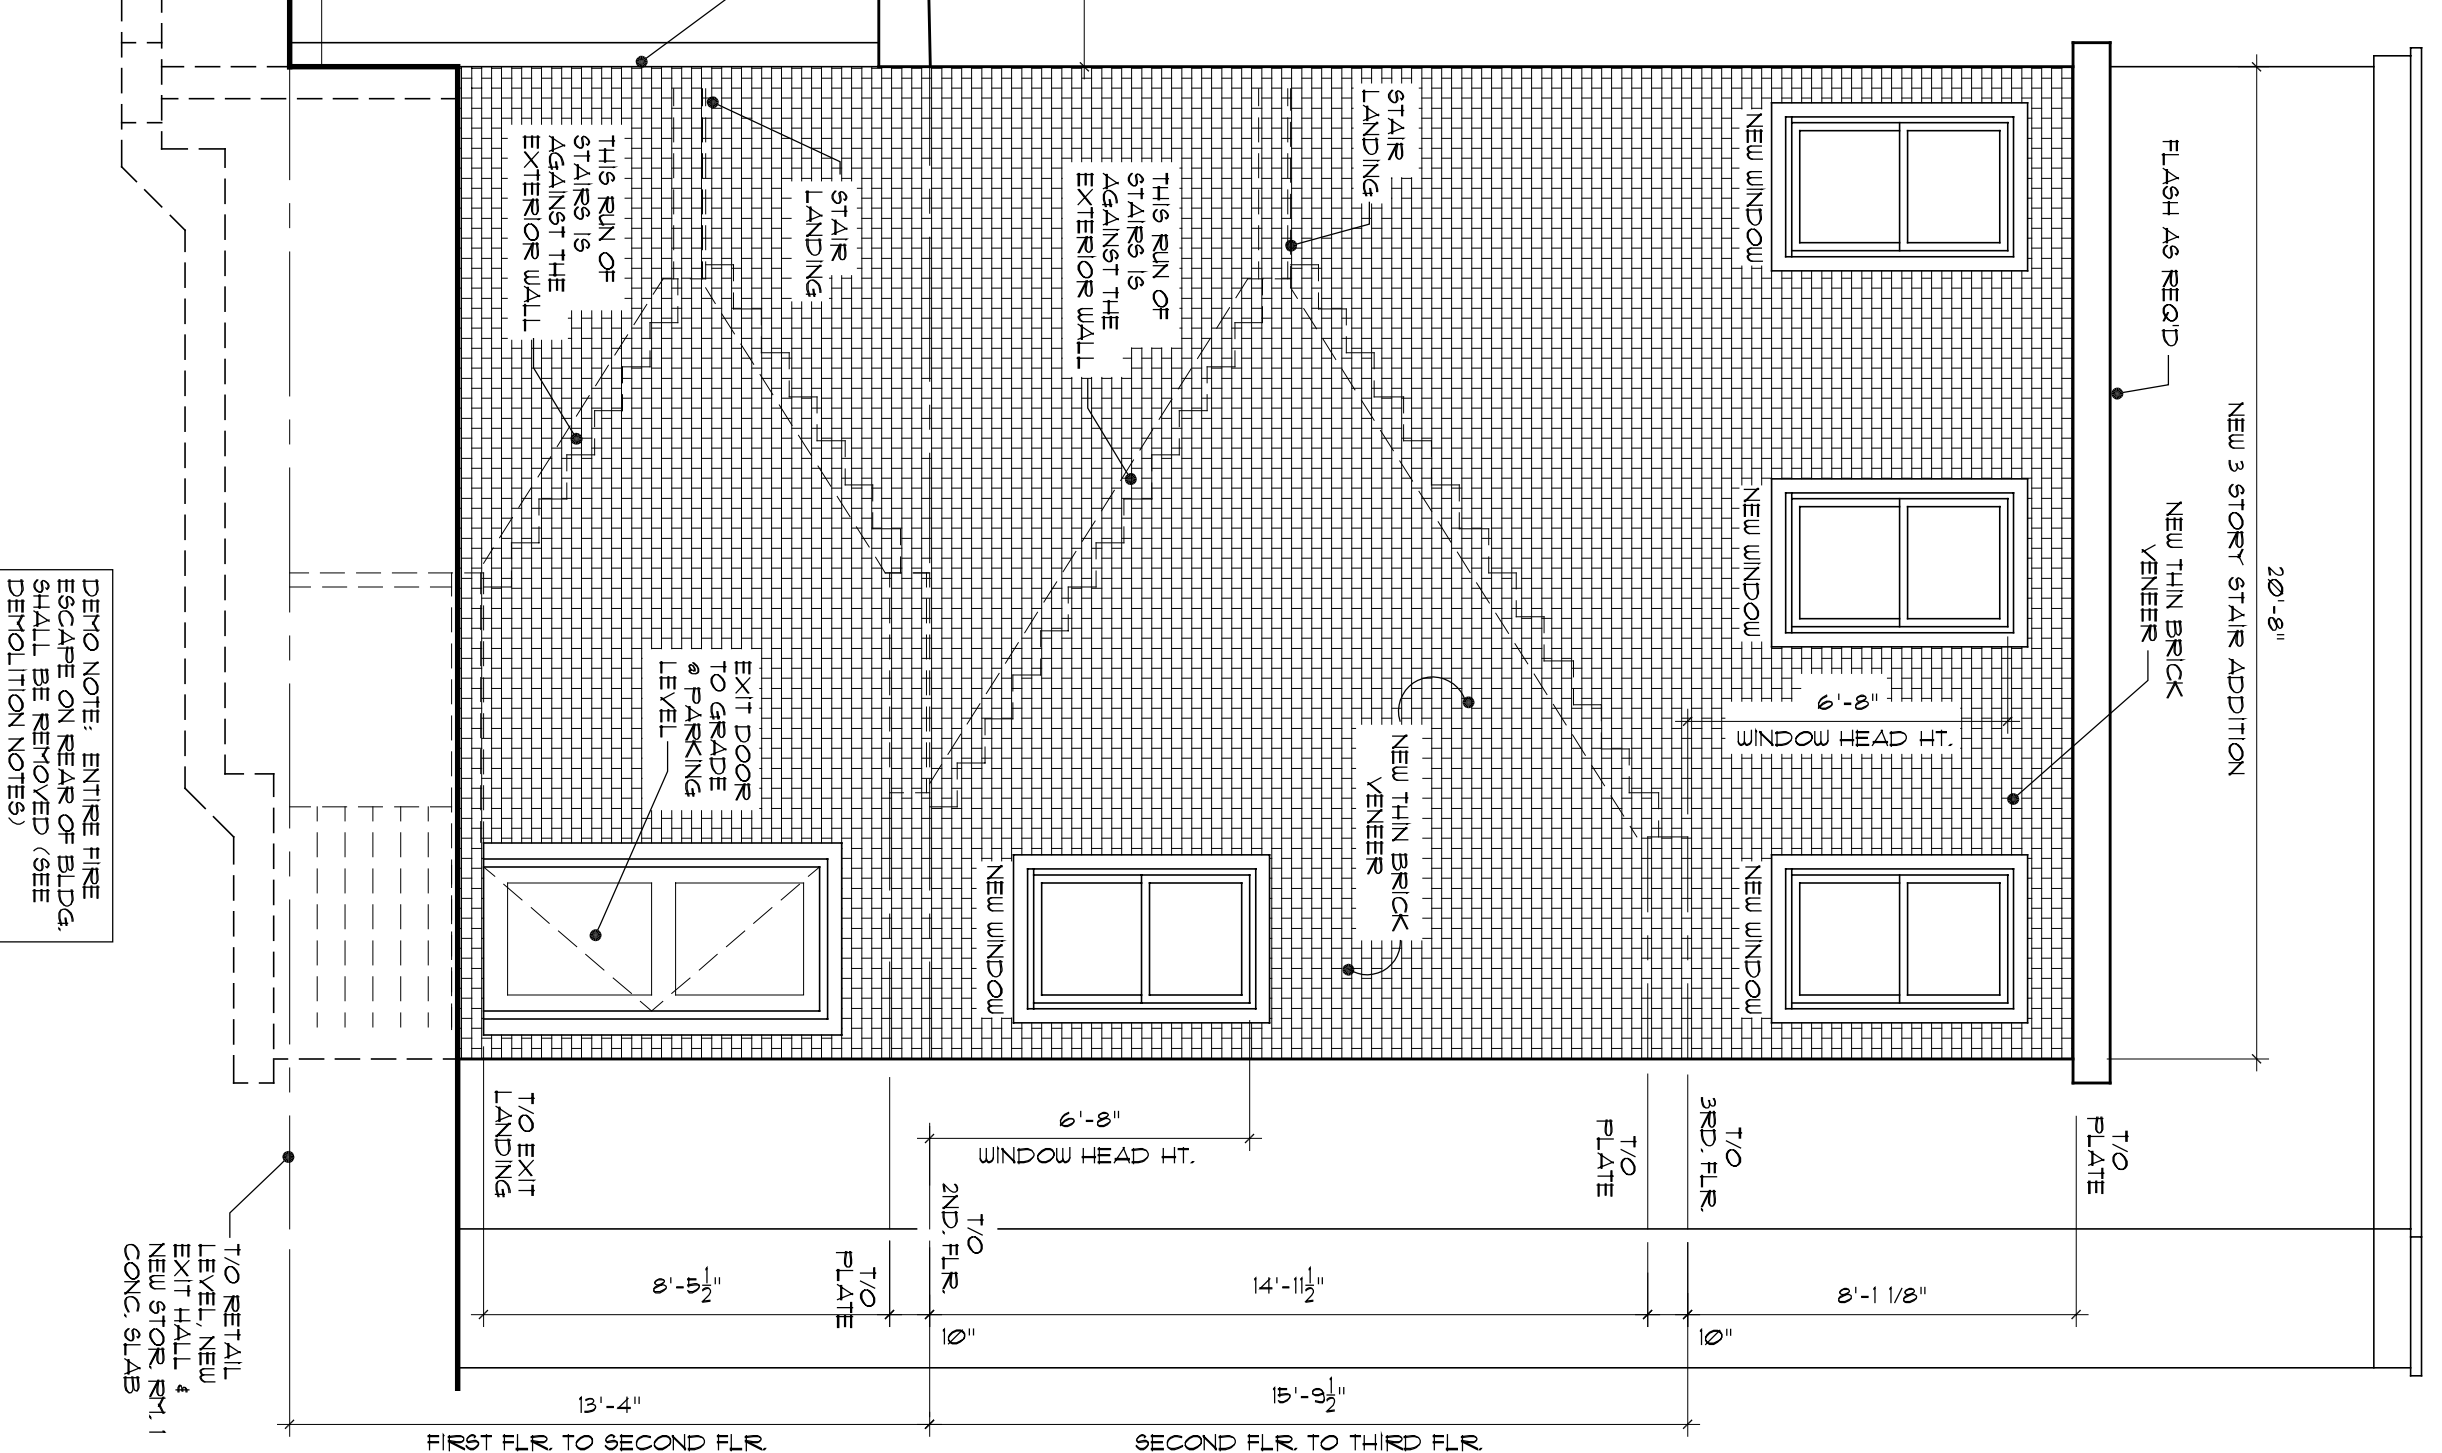 FLASH AS REQ'D
NEW 3 STORY STAIR ADDITION
20'-8"
NEW THIN BRICK
VENEER
NEW WINDOW
NEW WINDOW
NEW WINDOW
6'-8"
WINDOW HEAD HT.
STAIR
LANDING
THIS RUN OF
STAIRS IS
AGAINST THE
EXTERIOR WALL
NEW THIN BRICK
VENEER
NEW WINDOW
STAIR
LANDING
THIS RUN OF
STAIRS IS
AGAINST THE
EXTERIOR WALL
EXIT DOOR
TO GRADE
@ PARKING
LEVEL
DEMO NOTE: ENTIRE FIRE
ESCAPE ON REAR OF BLDG.
SHALL BE REMOVED (SEE
DEMOLITION NOTES)
T/O
PLATE
T/O
3RD. FLR.
T/O
PLATE
6'-8"
WINDOW HEAD HT.
T/O
2ND. FLR.
T/O
PLATE
T/O EXIT
LANDING
T/O RETAIL
LEVEL, NEW
EXIT HALL &
NEW STOR. RM. 1
CONC. SLAB
8'-5½"
10"
14'-11½"
10"
8'-1 1/8"
13'-4"
FIRST FLR. TO SECOND FLR.
15'-9½"
SECOND FLR. TO THIRD FLR.